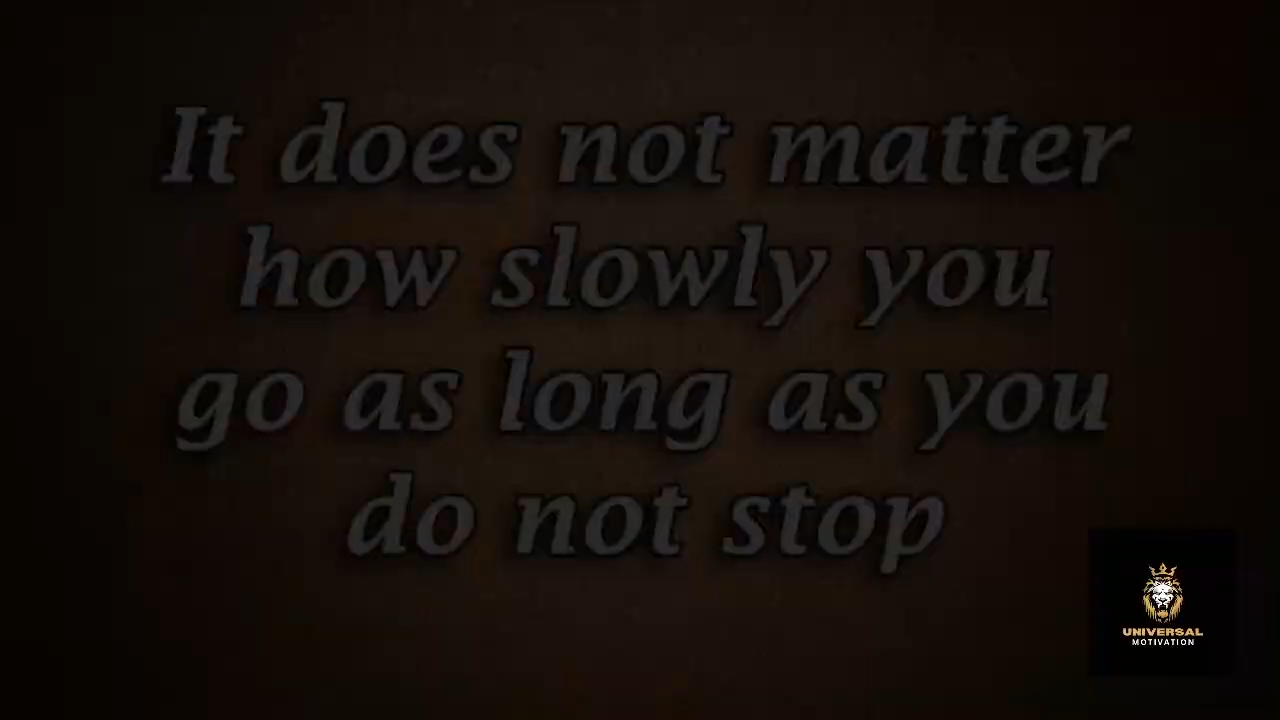 It does not matter
how slowly you
go as long as you
do not stop
UNIVERSAL
MOTIVATION